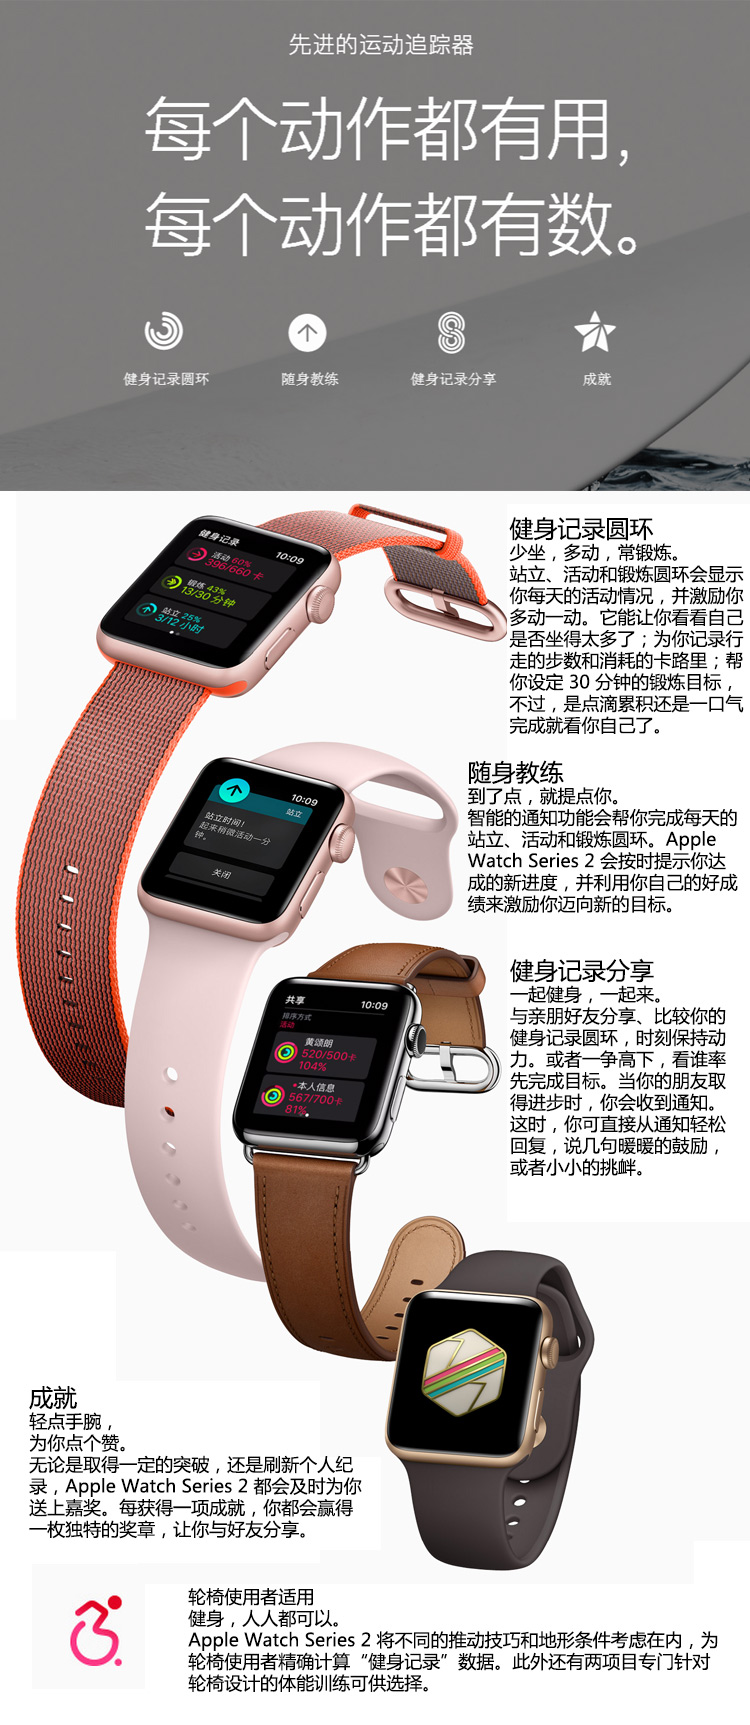 先进的运动追踪器
每个动作都有用,
每个动作都有数。
健身记录圆环
随身教练
健身记录分享
成就
健身记录
10:09
活动 60%
396/660 卡
锻炼 43%
13/30 分钟
站立 25%
3/12 小时
健身记录圆环
少坐，多动，常锻炼。
站立、活动和锻炼圆环会显示
你每天的活动情况，并激励你
多动一动。它能让你看看自己
是否坐得太多了；为你记录行
走的步数和消耗的卡路里；帮
你设定 30 分钟的锻炼目标，
不过，是点滴累积还是一口气
完成就看你自己了。
10:09
站立
站立时间!
起来稍微活动一分
钟。
关闭
随身教练
到了点，就提点你。
智能的通知功能会帮你完成每天的
站立、活动和锻炼圆环。Apple
Watch Series 2 会按时提示你达
成的新进度，并利用你自己的好成
绩来激励你迈向新的目标。
共享
10:09
排序方式
活动
黄颂朗
520/500卡
104%
•本人信息
567/700卡
81%
健身记录分享
一起健身，一起来。
与亲朋好友分享、比较你的
健身记录圆环，时刻保持动
力。或者一争高下，看谁率
先完成目标。当你的朋友取
得进步时，你会收到通知。
这时，你可直接从通知轻松
回复，说几句暖暖的鼓励，
或者小小的挑衅。
成就
轻点手腕，
为你点个赞。
无论是取得一定的突破，还是刷新个人纪
录，Apple Watch Series 2 都会及时为你
送上嘉奖。每获得一项成就，你都会赢得
一枚独特的奖章，让你与好友分享。
轮椅使用者适用
健身，人人都可以。
Apple Watch Series 2 将不同的推动技巧和地形条件考虑在内，为
轮椅使用者精确计算“健身记录”数据。此外还有两项目专门针对
轮椅设计的体能训练可供选择。